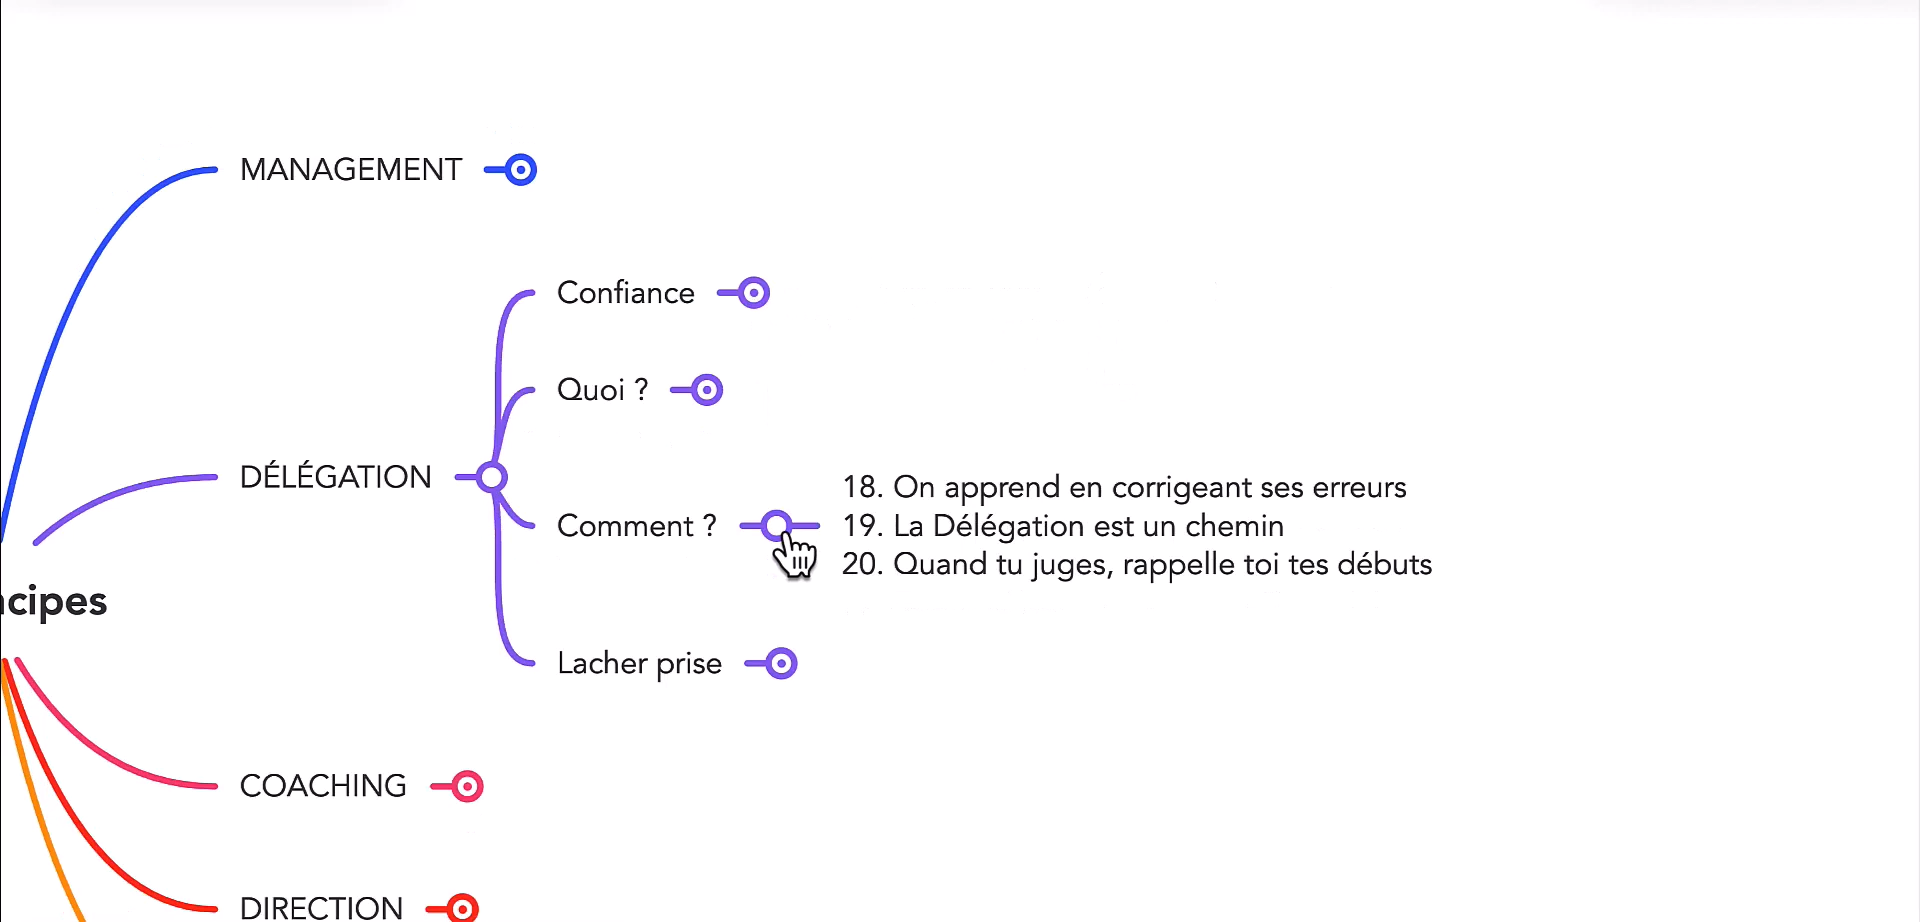 MANAGEMENT
Confiance
Quoi ?
DÉLÉGATION
Comment ?
18. On apprend en corrigeant ses erreurs
19. La Délégation est un chemin
20. Quand tu juges, rappelle toi tes débuts
cipes
Lacher prise
COACHING
DIRECTION